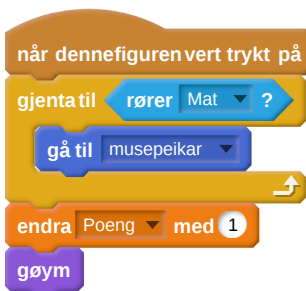 når dennefiguren vert trykt på
gjenta til rører Mat ?
gå til musepeikar
endra Poeng med 1
gøym